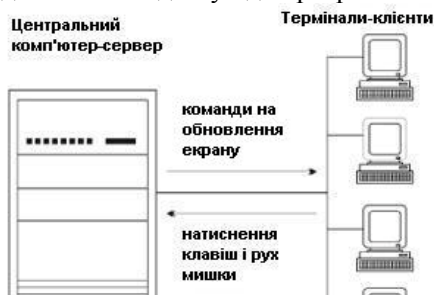 Центральний
комп'ютер-сервер
Термінали-клієнти
команди на
обновлення
екрану
натиснення
клавіш і рух
мишки